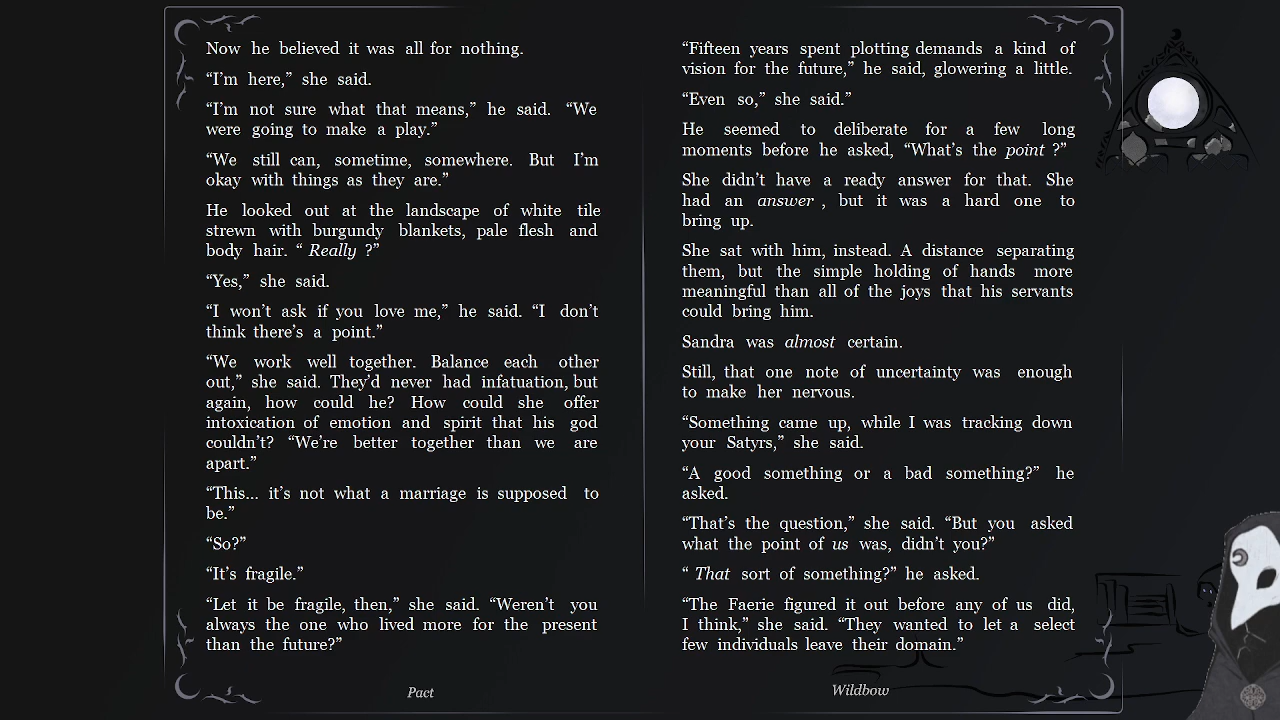 Now he believed it was all for nothing.
“I’m here,” she said.
“I’m not sure what that means,” he said. “We
were going to make a play.”
“We still can, sometime, somewhere. But I’m
okay with things as they are.”
He looked out at the landscape of white tile
strewn with burgundy blankets, pale flesh and
body hair. “ Really ?”
“Yes,” she said.
“I won’t ask if you love me,” he said. “I don’t
think there’s a point.”
“We work well together. Balance each other
out,” she said. They’d never had infatuation, but
again, how could he? How could she offer
intoxication of emotion and spirit that his god
couldn’t? “We’re better together than we are
apart.”
“This... it’s not what a marriage is supposed to
be.”
“So?”
“It’s fragile.”
“Let it be fragile, then,” she said. “Weren’t you
always the one who lived more for the present
than the future?”
Pact
“Fifteen years spent plotting demands a kind of
vision for the future,” he said, glowering a little.
“Even so,” she said.”
He seemed to deliberate for a few long
moments before he asked, “What’s the point ?”
She didn’t have a ready answer for that. She
had an answer , but it was a hard one to
bring up.
She sat with him, instead. A distance separating
them, but the simple holding of hands more
meaningful than all of the joys that his servants
could bring him.
Sandra was almost certain.
Still, that one note of uncertainty was enough
to make her nervous.
“Something came up, while I was tracking down
your Satyrs,” she said.
“A good something or a bad something?” he
asked.
“That’s the question,” she said. “But you asked
what the point of us was, didn’t you?”
“ That sort of something?” he asked.
“The Faerie figured it out before any of us did,
I think,” she said. “They wanted to let a select
few individuals leave their domain.”
Wildbow